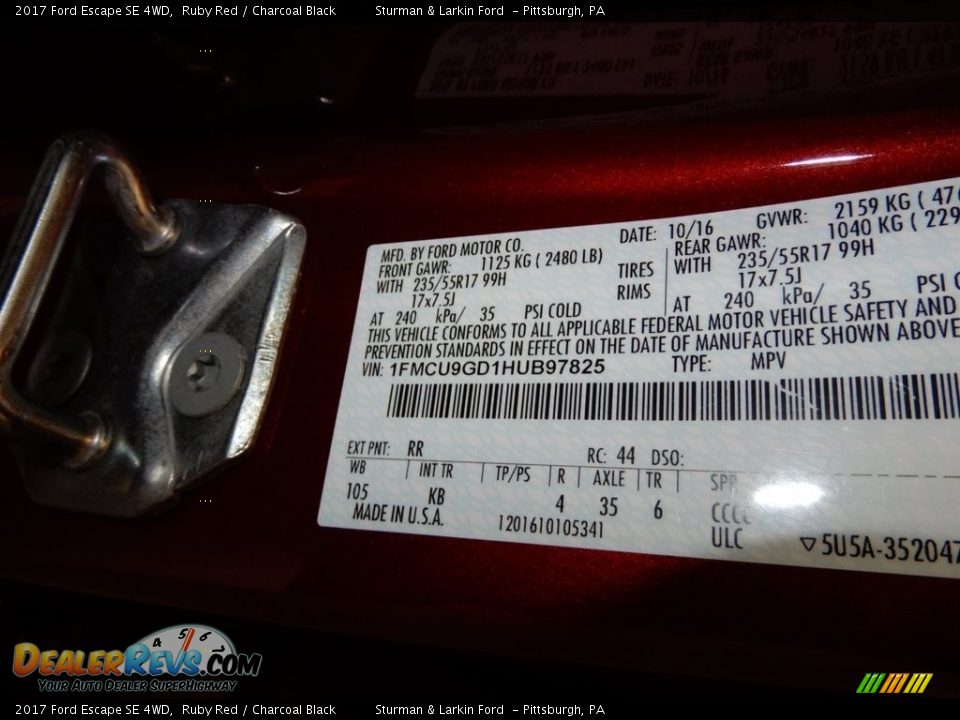 2017 Ford Escape SE 4WD, Ruby Red / Charcoal Black Sturman & Larkin Ford - Pittsburgh, PA
MFD. BY FORD MOTOR CO. DATE: 10/16 GVWR: 2159 KG ( 47
FRONT GAWR: 1125 KG ( 2480 LB) REAR GAWR: 1040 KG ( 229
WITH 235/55R17 99H TIRES WITH 235/55R17 99H
17x7.5J RIMS 17x7.5J
AT 240 kPa/ 35 PSI COLD AT 240 kPa/ 35 PSI C
THIS VEHICLE CONFORMS TO ALL APPLICABLE FEDERAL MOTOR VEHICLE SAFETY AND
PREVENTION STANDARDS IN EFFECT ON THE DATE OF MANUFACTURE SHOWN ABOVE
VIN: 1FMCU9GD1HUB97825 TYPE: MPV
EXT PNT: RR RC: 44 DSO:
WB INT TR TP/PS R AXLE TR SPR
105 KB 4 35 6
MADE IN U.S.A. 1201610105341 ULC ▽5U5A-352047
4 5 6
DealerRevs.com
Your Auto Dealer SuperHighway
2017 Ford Escape SE 4WD, Ruby Red / Charcoal Black Sturman & Larkin Ford - Pittsburgh, PA